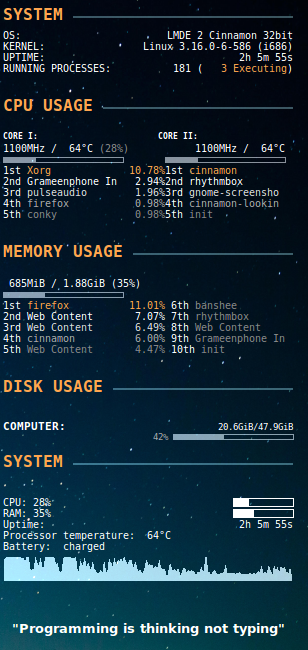 SYSTEM
OS: LMDE 2 Cinnamon 32bit
KERNEL: Linux 3.16.0-6-586 (i686)
UPTIME: 2h 5m 55s
RUNNING PROCESSES: 181 ( 3 Executing)
CPU USAGE
CORE I: CORE II:
1100MHz / 64°C (28%) 1100MHz / 64°C
1st Xorg 10.78% 1st cinnamon
2nd Grameenphone In 2.94% 2nd rhythmbox
3rd pulseaudio 1.96% 3rd gnome-screensho
4th firefox 0.98% 4th cinnamon-lookin
5th conky 0.98% 5th init
MEMORY USAGE
685MiB / 1.88GiB (35%)
1st firefox 11.01% 6th banshee
2nd Web Content 7.07% 7th rhythmbox
3rd Web Content 6.49% 8th Web Content
4th cinnamon 6.00% 9th Grameenphone In
5th Web Content 4.47% 10th init
DISK USAGE
COMPUTER: 20.6GiB/47.9GiB
42%
SYSTEM
CPU: 28%
RAM: 35%
Uptime: 2h 5m 55s
Processor temperature: 64°C
Battery: charged
"Programming is thinking not typing"